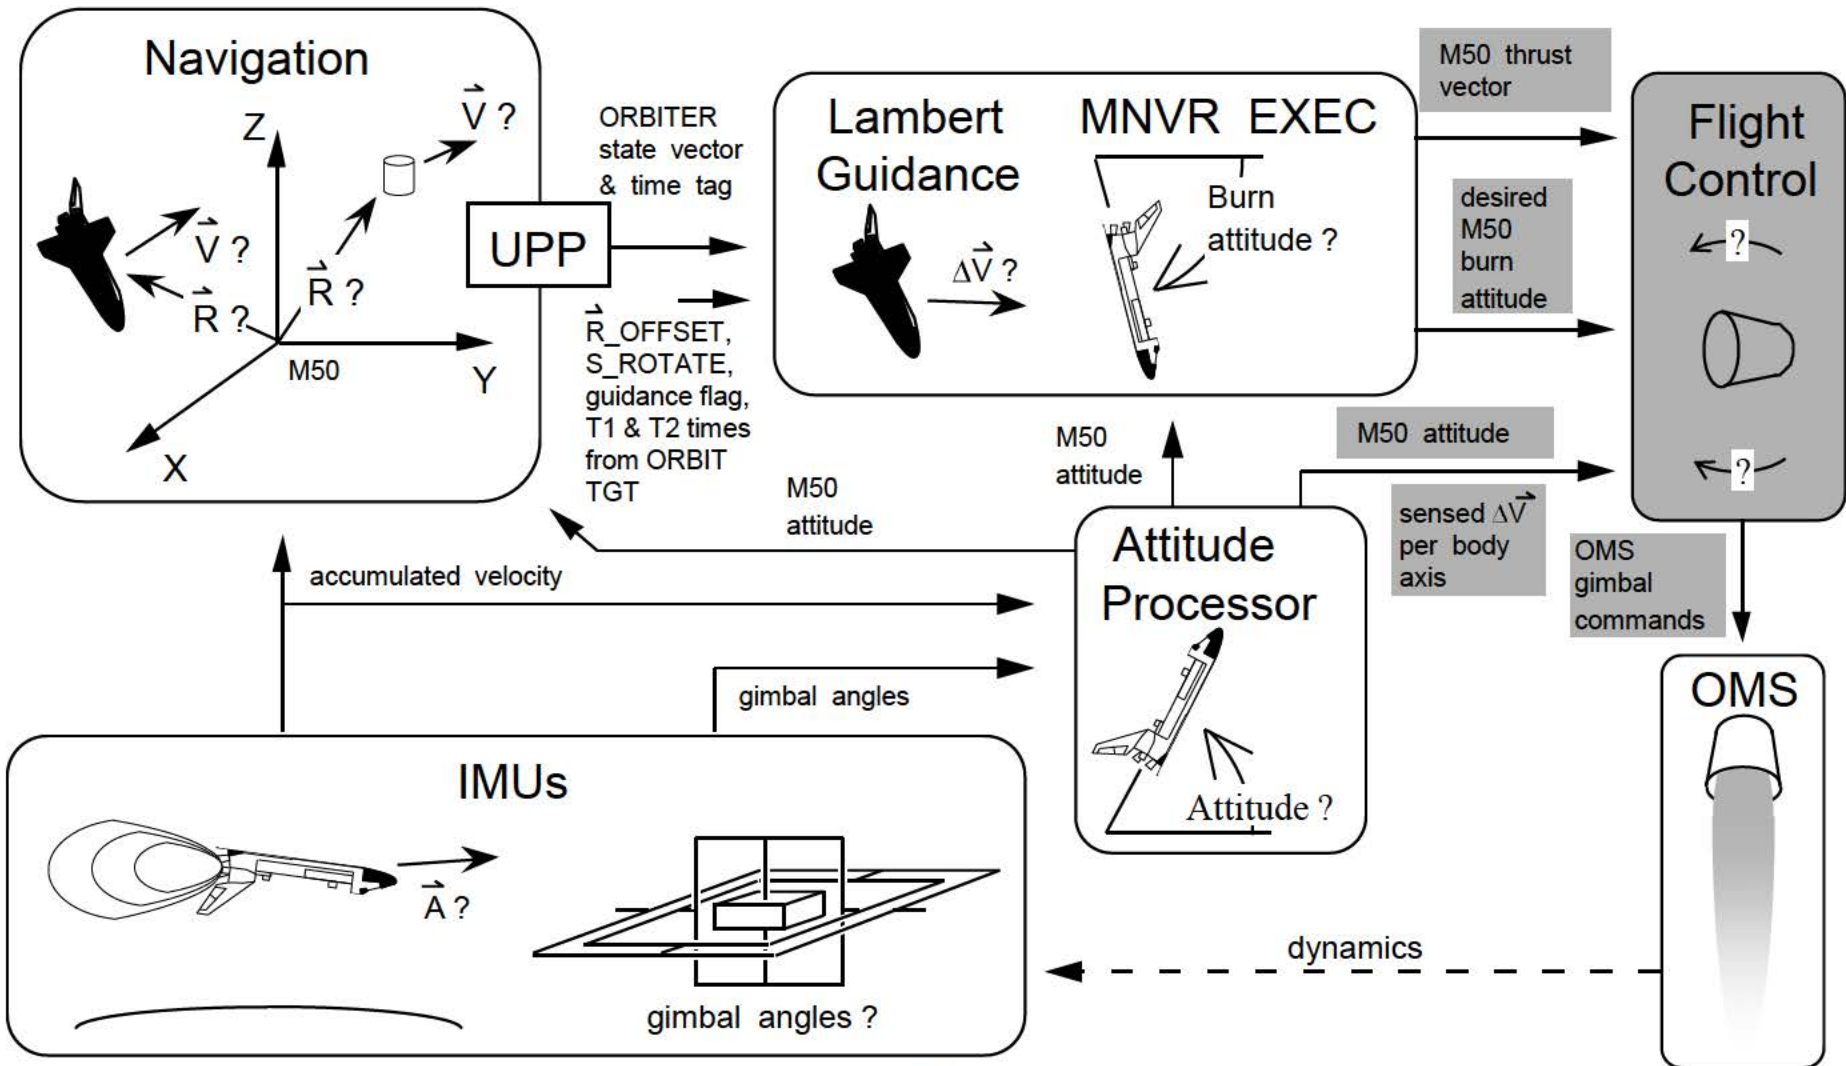 Navigation
V ?
Z
V ?
R ?
R ?
M50
Y
X
UPP
ORBITER
state vector
& time tag
R_OFFSET,
S_ROTATE,
guidance flag,
T1 & T2 times
from ORBIT
TGT
Lambert
Guidance
ΔV ?
MNVR EXEC
Burn
attitude ?
M50 thrust
vector
desired
M50
burn
attitude
Flight
Control
?
?
M50
attitude
M50 attitude
M50
attitude
sensed ΔV
per body
axis
OMS
gimbal
commands
accumulated velocity
gimbal angles
Attitude
Processor
Attitude ?
OMS
IMUs
A ?
gimbal angles ?
dynamics